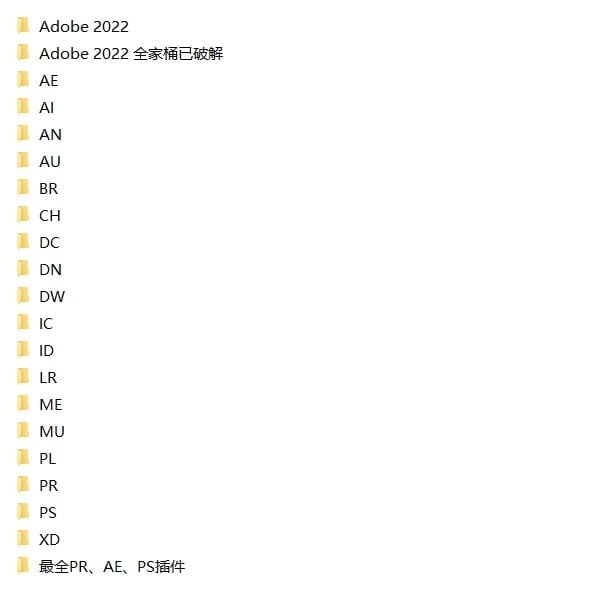 Adobe 2022
Adobe 2022 全家桶已破解
AE
AI
AN
AU
BR
CH
DC
DN
DW
IC
ID
LR
ME
MU
PL
PR
PS
XD
最全PR、AE、PS插件